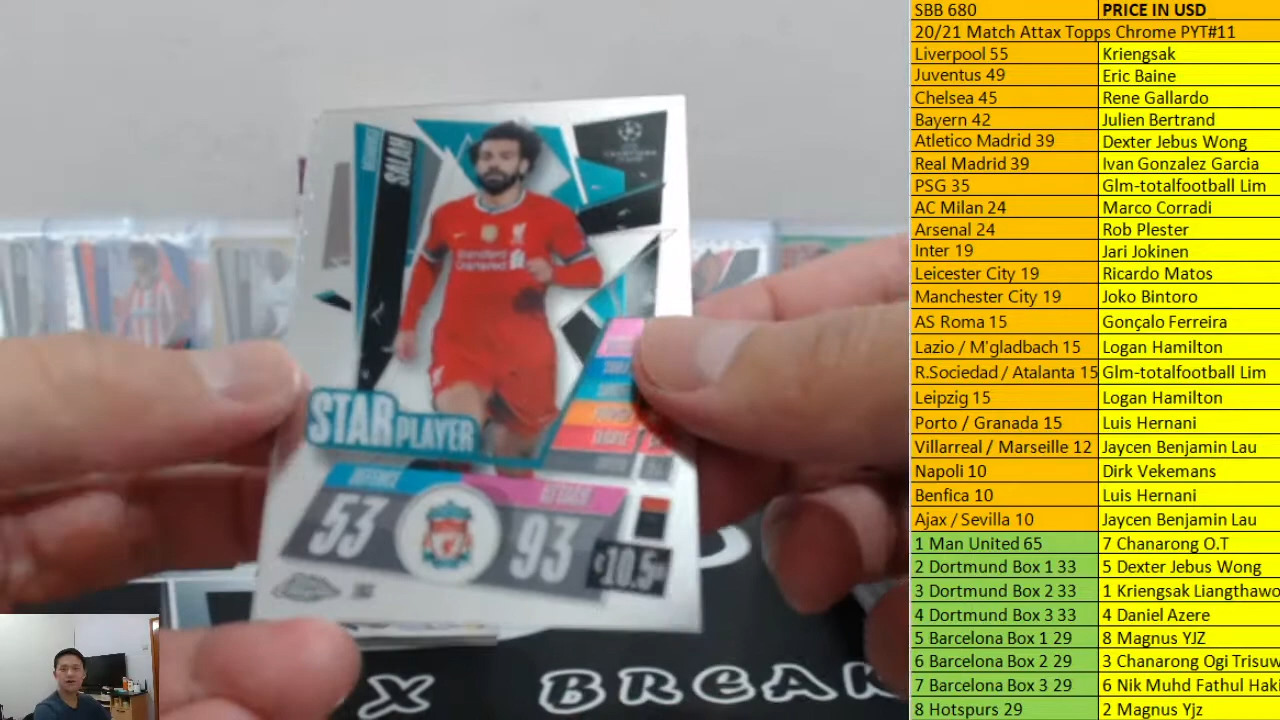 SALAH
Standard
Chartered
STAR PLAYER
DEFENCE
ATTACK
53
93
€10.5M
X BREAK
SBB 680 PRICE IN USD
20/21 Match Attax Topps Chrome PYT#11
Liverpool 55 Kriengsak
Juventus 49 Eric Baine
Chelsea 45 Rene Gallardo
Bayern 42 Julien Bertrand
Atletico Madrid 39 Dexter Jebus Wong
Real Madrid 39 Ivan Gonzalez Garcia
PSG 35 Glm-totalfootball Lim
AC Milan 24 Marco Corradi
Arsenal 24 Rob Plester
Inter 19 Jari Jokinen
Leicester City 19 Ricardo Matos
Manchester City 19 Joko Bintoro
AS Roma 15 Gonçalo Ferreira
Lazio / M'gladbach 15 Logan Hamilton
R.Sociedad / Atalanta 15 Glm-totalfootball Lim
Leipzig 15 Logan Hamilton
Porto / Granada 15 Luis Hernani
Villarreal / Marseille 12 Jaycen Benjamin Lau
Napoli 10 Dirk Vekemans
Benfica 10 Luis Hernani
Ajax / Sevilla 10 Jaycen Benjamin Lau
1 Man United 65 7 Chanarong O.T
2 Dortmund Box 1 33 5 Dexter Jebus Wong
3 Dortmund Box 2 33 1 Kriengsak Liangthawo
4 Dortmund Box 3 33 4 Daniel Azere
5 Barcelona Box 1 29 8 Magnus YJZ
6 Barcelona Box 2 29 3 Chanarong Ogi Trisuw
7 Barcelona Box 3 29 6 Nik Muhd Fathul Haki
8 Hotspurs 29 2 Magnus Yjz